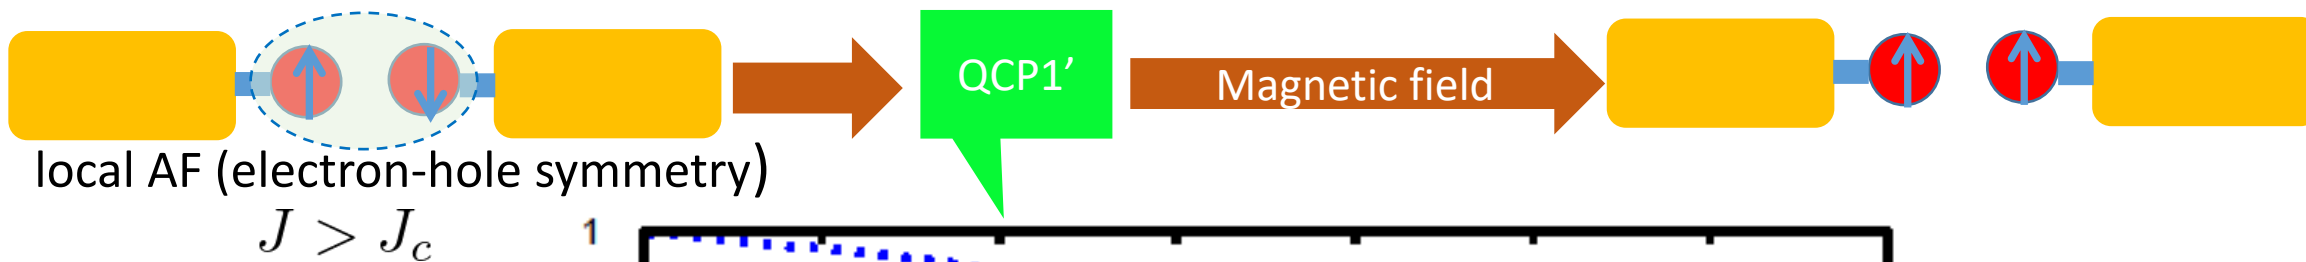 QCP1’
Magnetic field
local AF (electron-hole symmetry)
J > J_c
1